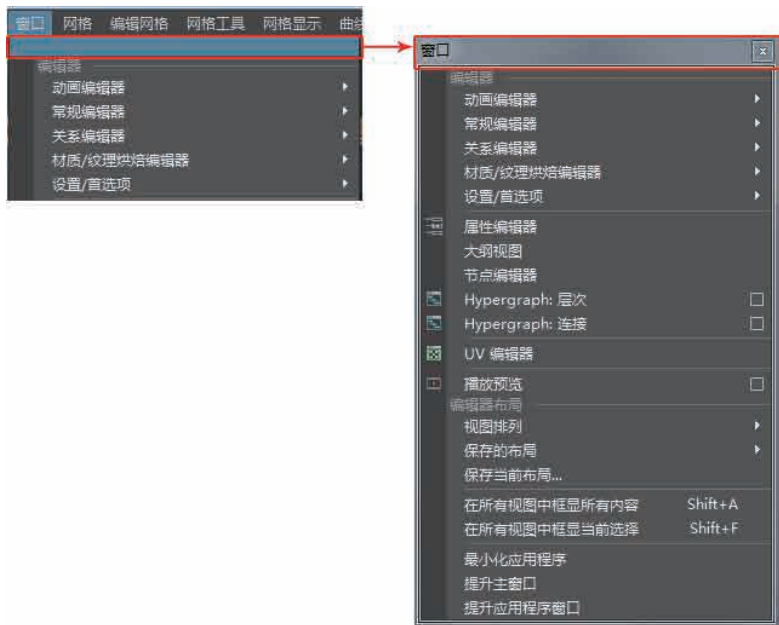 窗口 网格 编辑网格 网格工具 网格显示 曲线
编辑器
动画编辑器
常规编辑器
关系编辑器
材质/纹理烘焙编辑器
设置/首选项
窗口
编辑器
动画编辑器
常规编辑器
关系编辑器
材质/纹理烘焙编辑器
设置/首选项
属性编辑器
大纲视图
节点编辑器
Hypergraph: 层次
Hypergraph: 连接
UV 编辑器
播放预览
编辑器布局
视图排列
保存的布局
保存当前布局...
在所有视图中框显所有内容 Shift+A
在所有视图中框显当前选择 Shift+F
最小化应用程序
提升主窗口
提升应用程序窗口